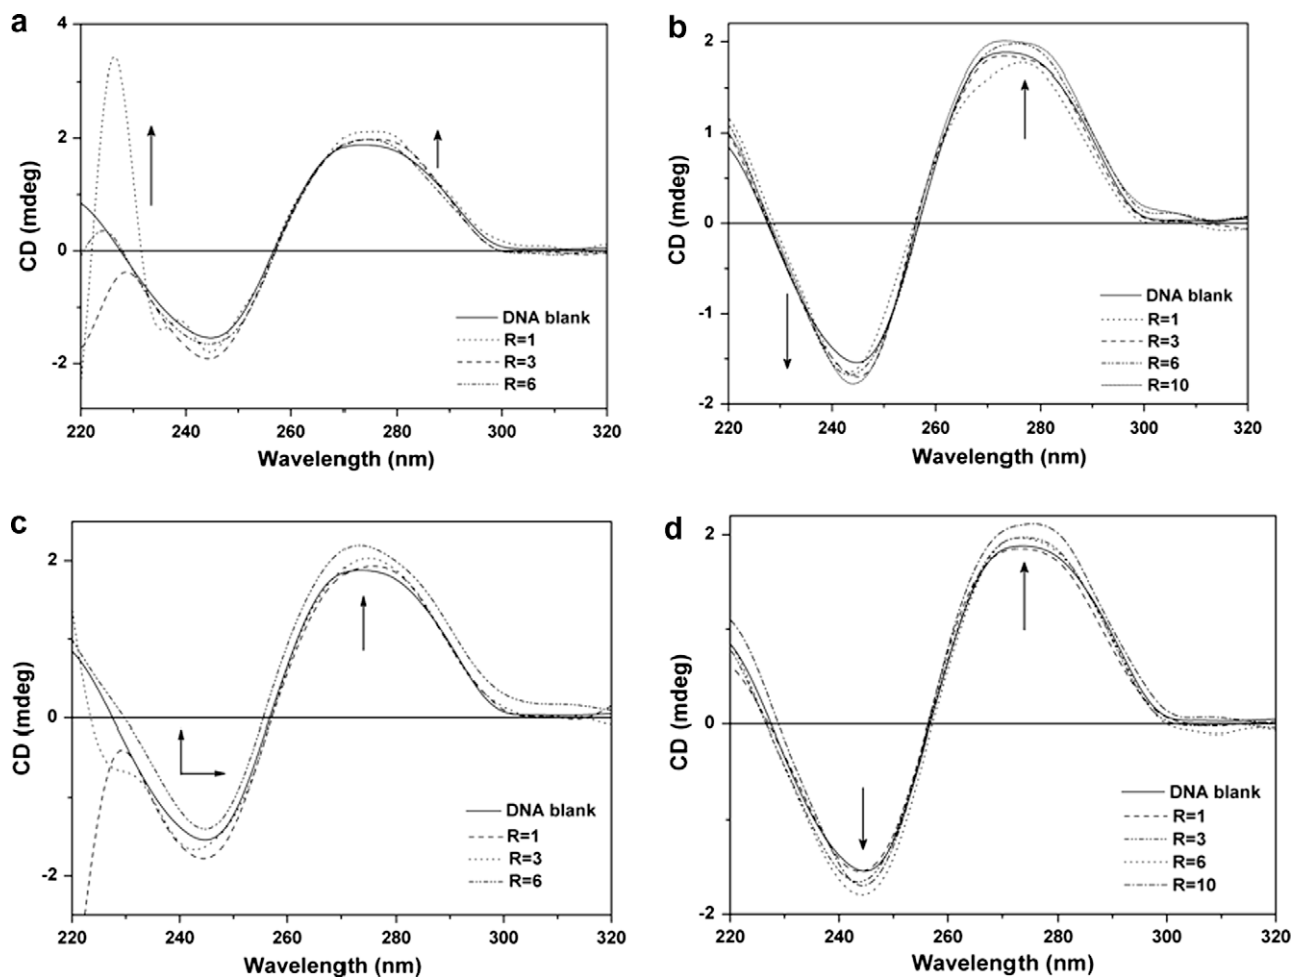 a
4
2
0
-2
CD (mdeg)
DNA blank
R=1
R=3
R=6
220 240 260 280 300 320
Wavelength (nm)
b
2
1
0
-1
-2
CD (mdeg)
DNA blank
R=1
R=3
R=6
R=10
220 240 260 280 300 320
Wavelength (nm)
c
2
0
-2
CD (mdeg)
DNA blank
R=1
R=3
R=6
220 240 260 280 300 320
Wavelength (nm)
d
2
0
-2
CD (mdeg)
DNA blank
R=1
R=3
R=6
R=10
220 240 260 280 300 320
Wavelength (nm)